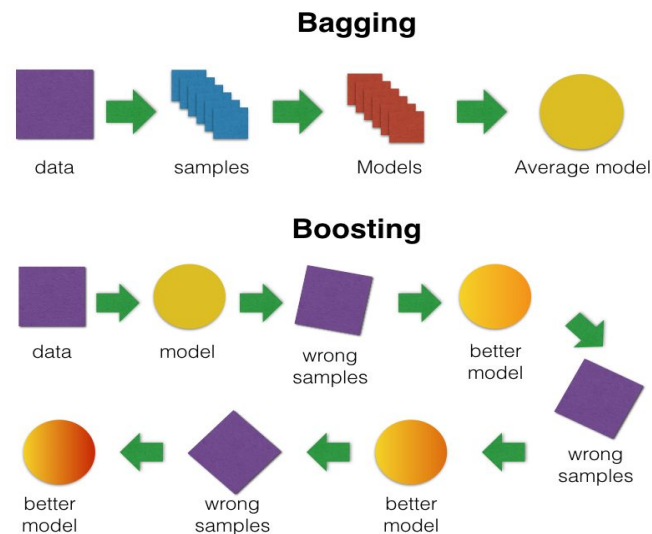 Bagging
data
samples
Models
Average model
Boosting
data
model
wrong
samples
better
model
wrong
samples
better
model
wrong
samples
better
model